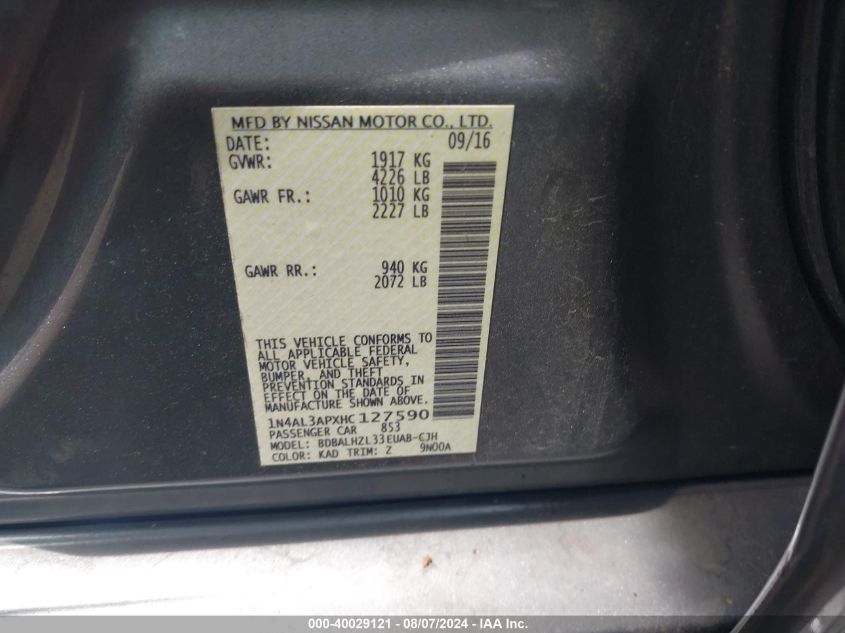 MFD BY NISSAN MOTOR CO., LTD.
DATE: 09/16
GVWR: 1917 KG
4226 LB
GAWR FR.: 1010 KG
2227 LB
GAWR RR.: 940 KG
2072 LB
THIS VEHICLE CONFORMS TO
ALL APPLICABLE FEDERAL
MOTOR VEHICLE SAFETY,
BUMPER, AND THEFT
PREVENTION STANDARDS IN
EFFECT ON THE DATE OF
MANUFACTURE SHOWN ABOVE.
1N4AL3APXHC127590
PASSENGER CAR 853
MODEL: BDBALHZL33EUAB-CJH
COLOR: KAD TRIM: Z 9N00A
000-40029121 - 08/07/2024 - IAAI.com/US/Inc.